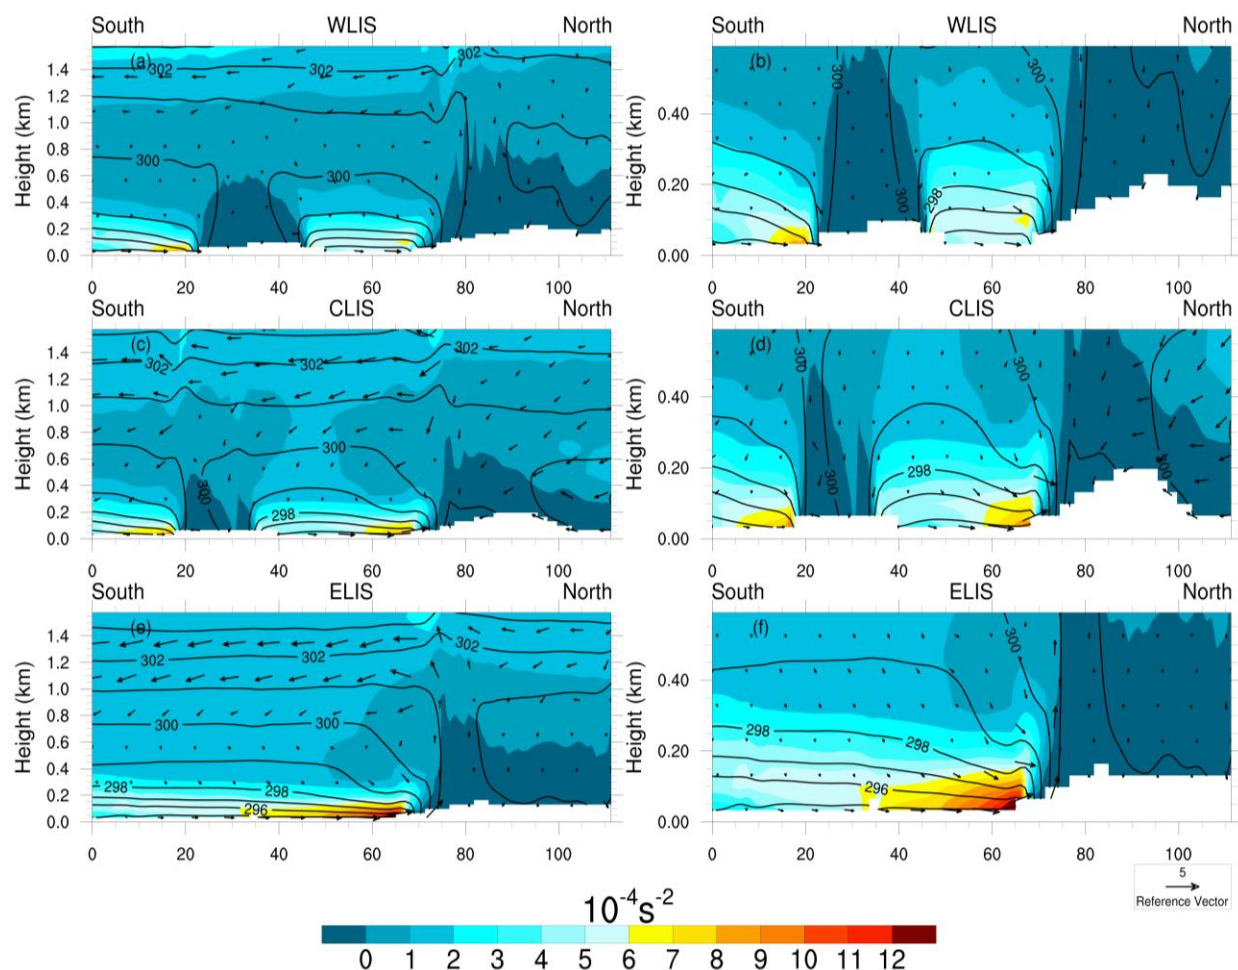 South WLIS North
South WLIS North
(a)
302
302
302
300
300
Height (km)
1.4
1.2
1.0
0.8
0.6
0.4
0.2
0.0
0 20 40 60 80 100
(b)
300
300
300
298
Height (km)
0.40
0.20
0.00
0 20 40 60 80 100
South CLIS North
South CLIS North
(c)
302
302
302
300
300
298
Height (km)
1.4
1.2
1.0
0.8
0.6
0.4
0.2
0.0
0 20 40 60 80 100
(d)
300
300
300
300
298
Height (km)
0.40
0.20
0.00
0 20 40 60 80 100
South ELIS North
South ELIS North
(e)
302
302
302
300
300
298
298
296
Height (km)
1.4
1.2
1.0
0.8
0.6
0.4
0.2
0.0
0 20 40 60 80 100
(f)
300
298
298
296
Height (km)
0.40
0.20
0.00
0 20 40 60 80 100
5
Reference Vector
10⁻⁴s⁻²
0 1 2 3 4 5 6 7 8 9 10 11 12